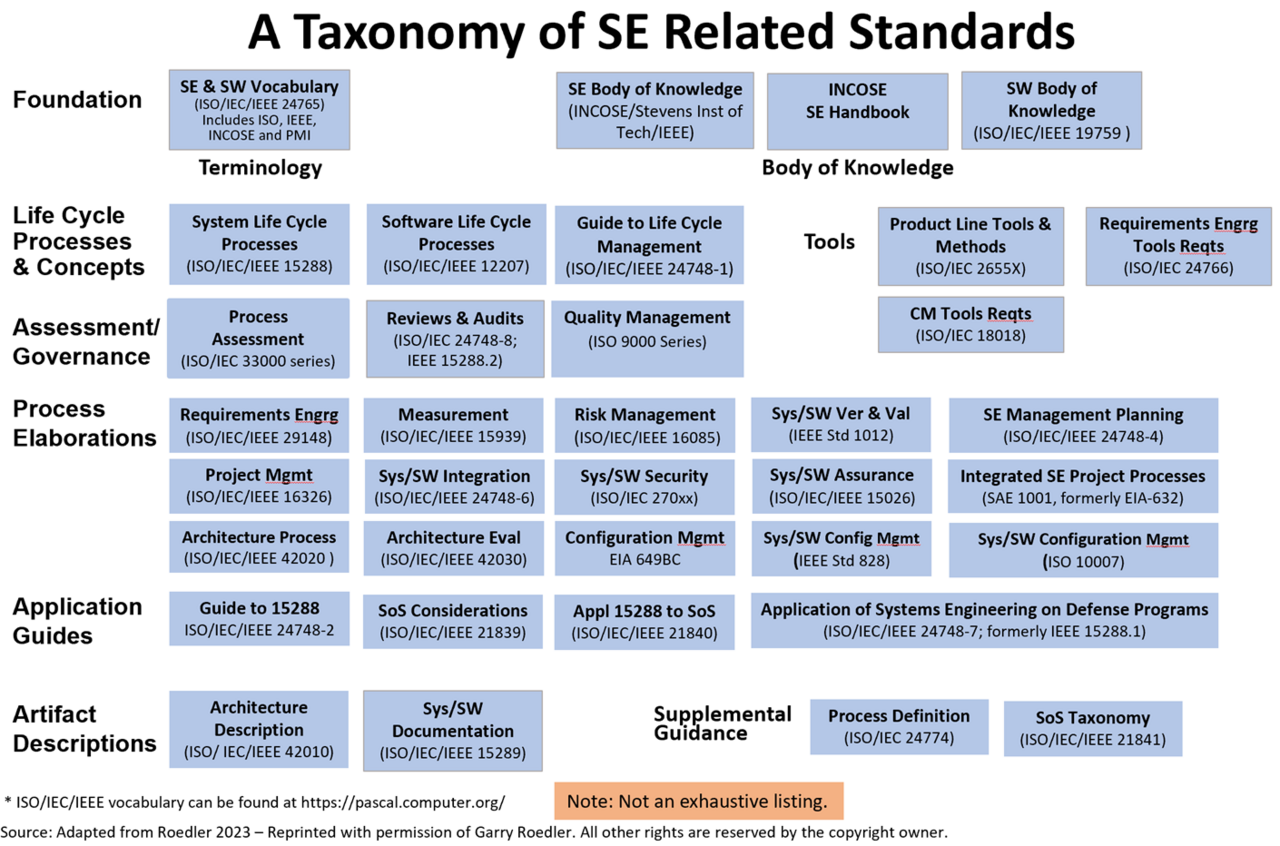 A Taxonomy of SE Related Standards
Foundation
SE & SW Vocabulary
(ISO/IEC/IEEE 24765)
Includes ISO, IEEE,
INCOSE and PMI
SE Body of Knowledge
(INCOSE/Stevens Inst of
Tech/IEEE)
INCOSE
SE Handbook
SW Body of
Knowledge
(ISO/IEC/IEEE 19759 )
Terminology
Body of Knowledge
Life Cycle
Processes
& Concepts
System Life Cycle
Processes
(ISO/IEC/IEEE 15288)
Software Life Cycle
Processes
(ISO/IEC/IEEE 12207)
Guide to Life Cycle
Management
(ISO/IEC/IEEE 24748-1)
Tools
Product Line Tools &
Methods
(ISO/IEC 2655X)
Requirements Engrg
Tools Reqts
(ISO/IEC 24766)
CM Tools Reqts
(ISO/IEC 18018)
Assessment/
Governance
Process
Assessment
(ISO/IEC 33000 series)
Reviews & Audits
(ISO/IEC 24748-8;
IEEE 15288.2)
Quality Management
(ISO 9000 Series)
Process
Elaborations
Requirements Engrg
(ISO/IEC/IEEE 29148)
Measurement
(ISO/IEC/IEEE 15939)
Risk Management
(ISO/IEC/IEEE 16085)
Sys/SW Ver & Val
(IEEE Std 1012)
SE Management Planning
(ISO/IEC/IEEE 24748-4)
Project Mgmt
(ISO/IEC/IEEE 16326)
Sys/SW Integration
(ISO/IEC/IEEE 24748-6)
Sys/SW Security
(ISO/IEC 270xx)
Sys/SW Assurance
(ISO/IEC/IEEE 15026)
Integrated SE Project Processes
(SAE 1001, formerly EIA-632)
Architecture Process
(ISO/IEC/IEEE 42020 )
Architecture Eval
(ISO/IEC/IEEE 42030)
Configuration Mgmt
EIA 649BC
Sys/SW Config Mgmt
(IEEE Std 828)
Sys/SW Configuration Mgmt
(ISO 10007)
Application
Guides
Guide to 15288
ISO/IEC/IEEE 24748-2
SoS Considerations
(ISO/IEC/IEEE 21839)
Appl 15288 to SoS
(ISO/IEC/IEEE 21840)
Application of Systems Engineering on Defense Programs
(ISO/IEC/IEEE 24748-7; formerly IEEE 15288.1)
Artifact
Descriptions
Architecture
Description
(ISO/ IEC/IEEE 42010)
Sys/SW
Documentation
(ISO/IEC/IEEE 15289)
Supplemental
Guidance
Process Definition
(ISO/IEC 24774)
SoS Taxonomy
(ISO/IEC/IEEE 21841)
* ISO/IEC/IEEE vocabulary can be found at https://pascal.computer.org/
Note: Not an exhaustive listing.
Source: Adapted from Roedler 2023 – Reprinted with permission of Garry Roedler. All other rights are reserved by the copyright owner.